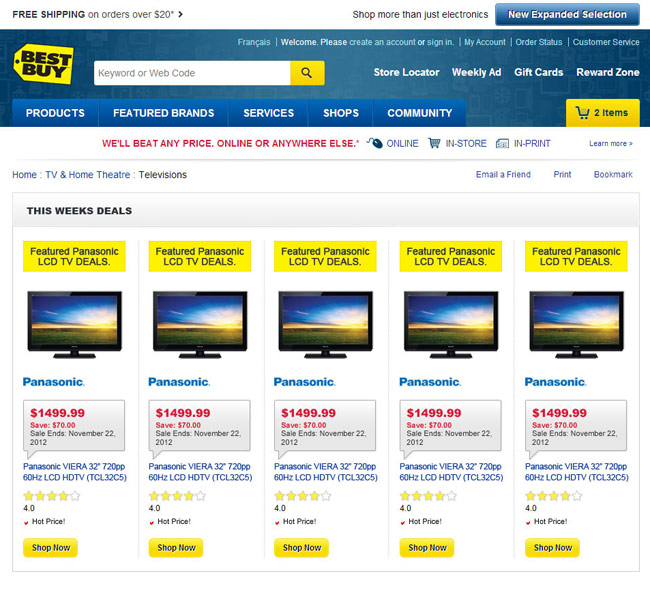 FREE SHIPPING on orders over $20* >
Shop more than just electronics
New Expanded Selection
Français | Welcome. Please create an account or sign in. | My Account | Order Status | Customer Service
BEST
BUY
Keyword or Web Code
Store Locator Weekly Ad Gift Cards Reward Zone
PRODUCTS FEATURED BRANDS SERVICES SHOPS COMMUNITY
2 Items
WE'LL BEAT ANY PRICE. ONLINE OR ANYWHERE ELSE.* ONLINE IN-STORE IN-PRINT Learn more »
Home : TV & Home Theatre : Televisions
Email a Friend Print Bookmark
THIS WEEKS DEALS
Featured Panasonic
LCD TV DEALS.
Panasonic.
$1499.99
Save: $70.00
Sale Ends: November 22,
2012
Panasonic VIERA 32" 720pp
60Hz LCD HDTV (TCL32C5)
4.0
Hot Price!
Shop Now
Featured Panasonic
LCD TV DEALS.
Panasonic.
$1499.99
Save: $70.00
Sale Ends: November 22,
2012
Panasonic VIERA 32" 720pp
60Hz LCD HDTV (TCL32C5)
4.0
Hot Price!
Shop Now
Featured Panasonic
LCD TV DEALS.
Panasonic.
$1499.99
Save: $70.00
Sale Ends: November 22,
2012
Panasonic VIERA 32" 720pp
60Hz LCD HDTV (TCL32C5)
4.0
Hot Price!
Shop Now
Featured Panasonic
LCD TV DEALS.
Panasonic.
$1499.99
Save: $70.00
Sale Ends: November 22,
2012
Panasonic VIERA 32" 720pp
60Hz LCD HDTV (TCL32C5)
4.0
Hot Price!
Shop Now
Featured Panasonic
LCD TV DEALS.
Panasonic.
$1499.99
Save: $70.00
Sale Ends: November 22,
2012
Panasonic VIERA 32" 720pp
60Hz LCD HDTV (TCL32C5)
4.0
Hot Price!
Shop Now